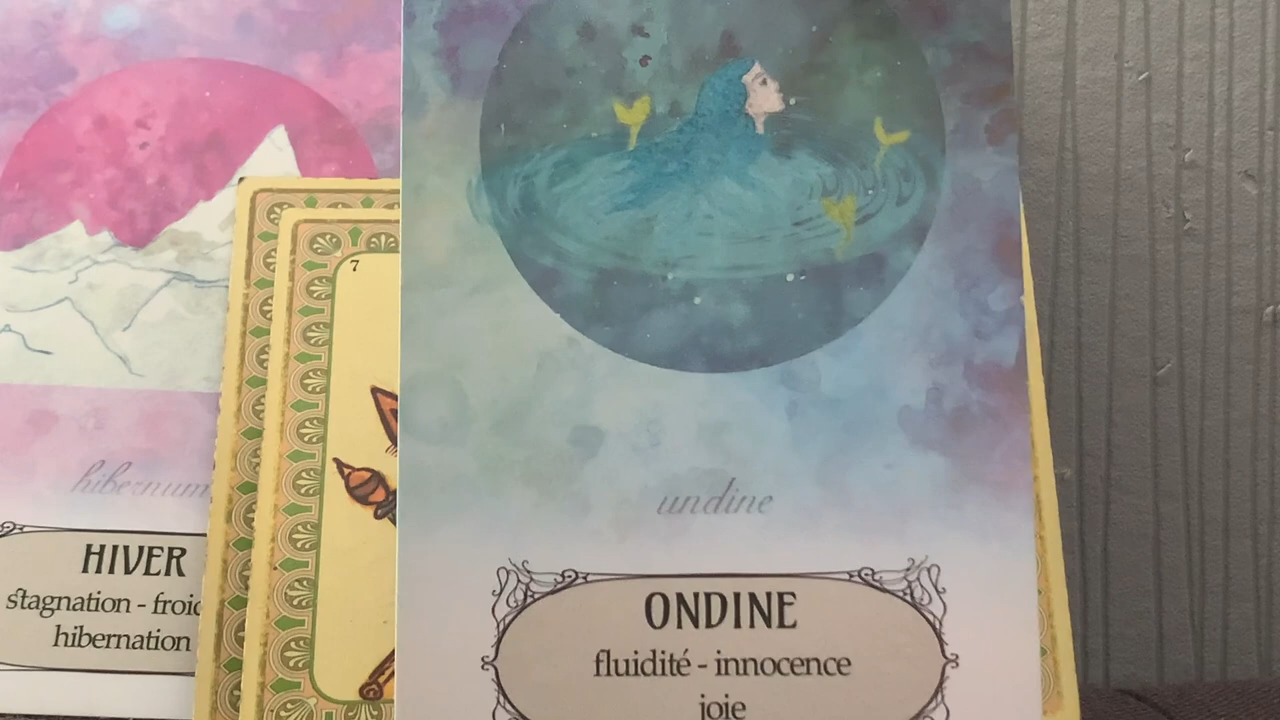 hibernum
HIVER
stagnation - froid
hibernation
7
undine
ONDINE
fluidité - innocence
joie